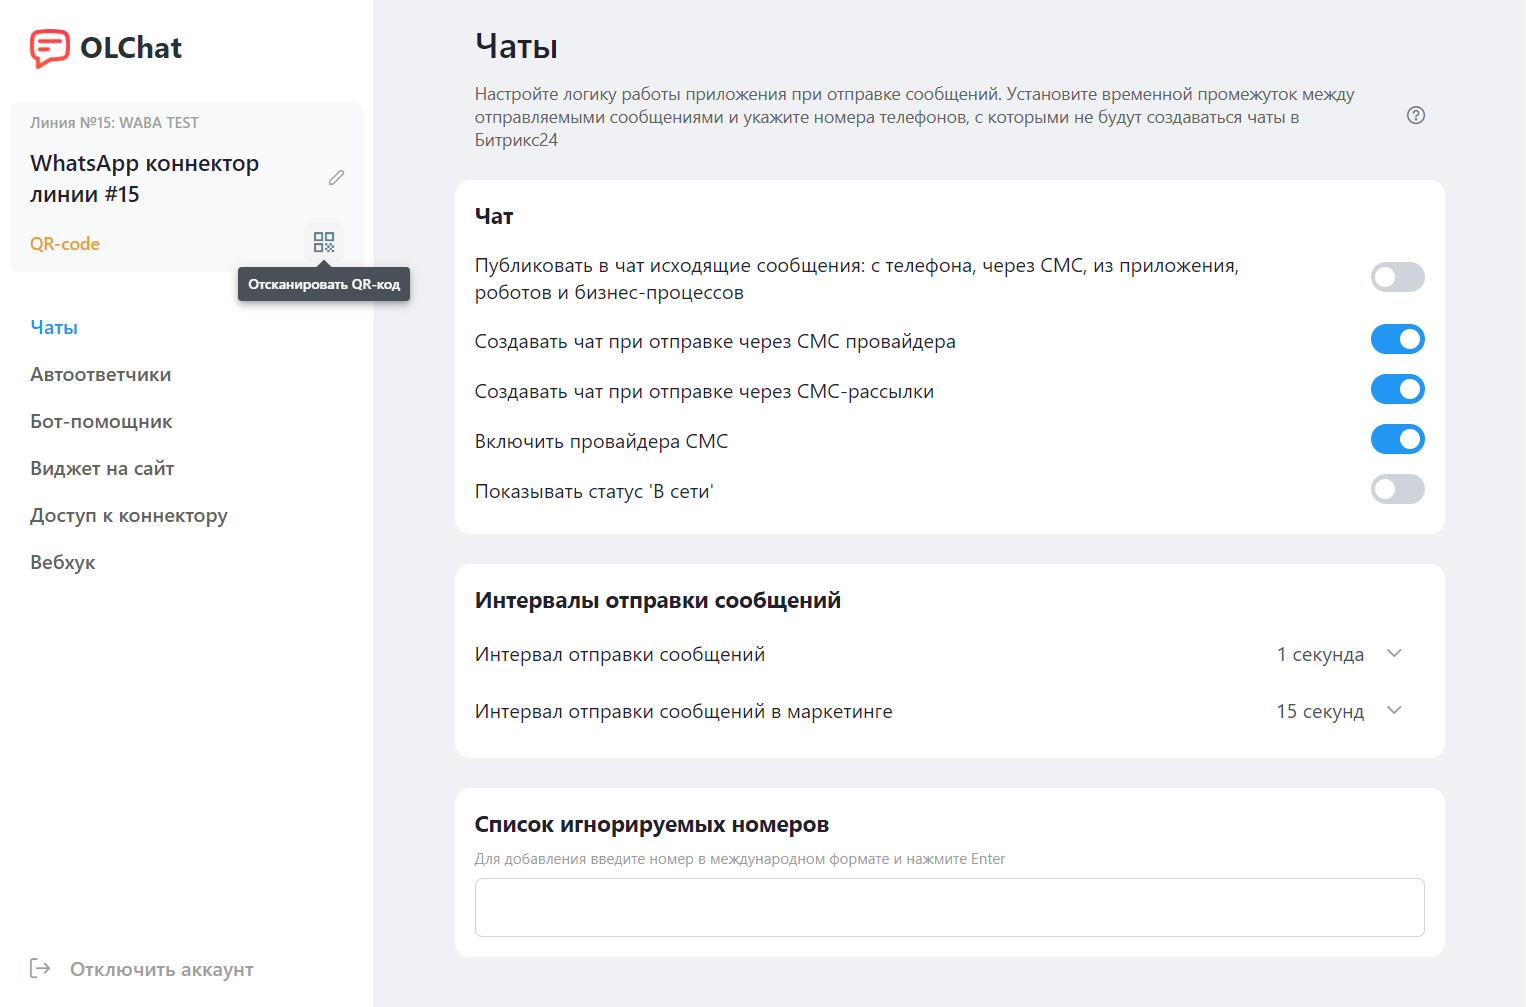 OLChat
Линия №15: WABA TEST
WhatsApp коннектор
линии #15
QR-code
Отсканировать QR-код
Чаты
Автоответчики
Бот-помощник
Виджет на сайт
Доступ к коннектору
Вебхук
Отключить аккаунт
Чаты
Настройте логику работы приложения при отправке сообщений. Установите временной промежуток между
отправляемыми сообщениями и укажите номера телефонов, с которыми не будут создаваться чаты в
Битрикс24
Чат
Публиковать в чат исходящие сообщения: с телефона, через СМС, из приложения,
роботов и бизнес-процессов
Создавать чат при отправке через СМС провайдера
Создавать чат при отправке через СМС-рассылки
Включить провайдера СМС
Показывать статус 'В сети'
Интервалы отправки сообщений
Интервал отправки сообщений 1 секунда
Интервал отправки сообщений в маркетинге 15 секунд
Список игнорируемых номеров
Для добавления введите номер в международном формате и нажмите Enter